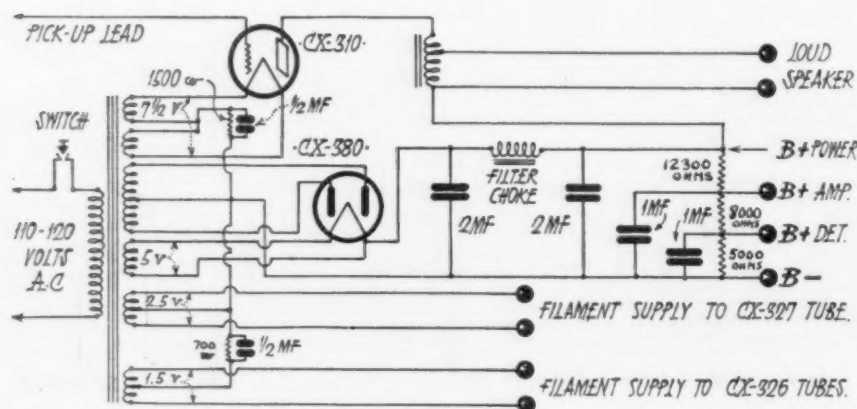 PICK-UP LEAD
·CX-310·
LOUD
SPEAKER
1500 ω
7½ V
½ MF
SWITCH
·CX-380·
B+POWER
12300
OHMS
FILTER
CHOKE
2MF
2MF
1MF
1MF
B+ AMP.
8000
OHMS
B+ DET.
5000
OHMS
B-
110-120
VOLTS
A.C
5 V
2.5 V
FILAMENT SUPPLY TO CX-327 TUBE.
700
ω
½ MF
1.5 V
FILAMENT SUPPLY TO CX-326 TUBES.